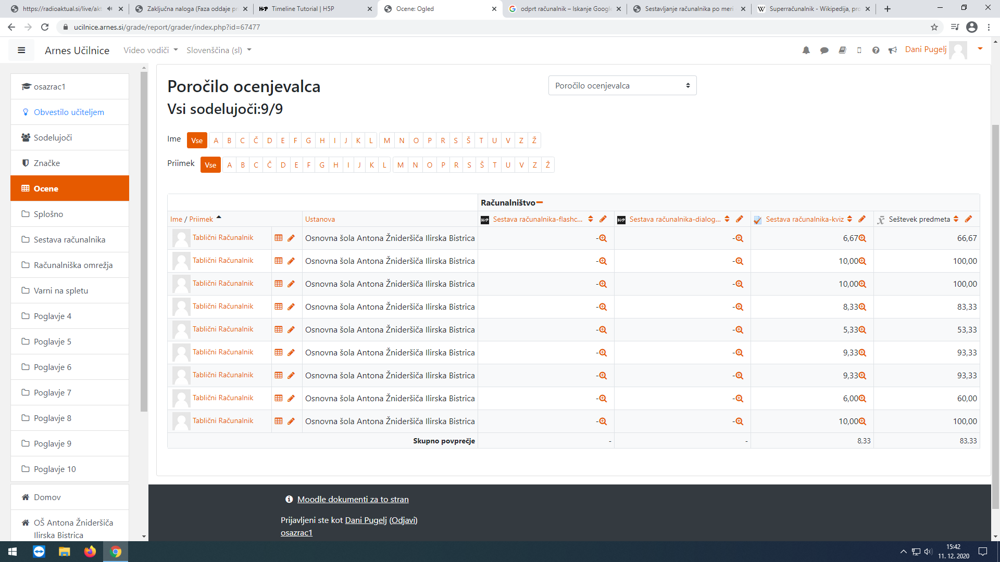 https://radioaktual.si/live/akt
Zaključna naloga (Faza oddaje pr
H-P Timeline Tutorial | H5P
Ocene: Ogled
odprt računalnik – Iskanje Google
Sestavljanje računalnika po meri
W Superračunalnik - Wikipedija, pro
ucilnice.arnes.si/grade/report/grader/index.php?id=67477
Arnes Učilnice Video vodiči Slovenščina (sl) Dani Pugelj
osazrac1
Obvestilo učiteljem
Sodelujoči
Značke
Ocene
Splošno
Sestava računalnika
Računalniška omrežja
Varni na spletu
Poglavje 4
Poglavje 5
Poglavje 6
Poglavje 7
Poglavje 8
Poglavje 9
Poglavje 10
Domov
OŠ Antona Žnideršiča
Ilirska Bistrica
Poročilo ocenjevalca
Poročilo ocenjevalca
Vsi sodelujoči:9/9
Ime Vse A B C Č D E F G H I J K L M N O P R S Š T U V Z Ž
Priimek Vse A B C Č D E F G H I J K L M N O P R S Š T U V Z Ž
Računalništvo
Ime / Priimek Ustanova H-P Sestava računalnika-flashc... H-P Sestava računalnika-dialog... Sestava računalnika-kviz x̄ Seštevek predmeta
Tablični Računalnik Osnovna šola Antona Žnideršiča Ilirska Bistrica - - 6,67 66,67
Tablični Računalnik Osnovna šola Antona Žnideršiča Ilirska Bistrica - - 10,00 100,00
Tablični Računalnik Osnovna šola Antona Žnideršiča Ilirska Bistrica - - 10,00 100,00
Tablični Računalnik Osnovna šola Antona Žnideršiča Ilirska Bistrica - - 8,33 83,33
Tablični Računalnik Osnovna šola Antona Žnideršiča Ilirska Bistrica - - 5,33 53,33
Tablični Računalnik Osnovna šola Antona Žnideršiča Ilirska Bistrica - - 9,33 93,33
Tablični Računalnik Osnovna šola Antona Žnideršiča Ilirska Bistrica - - 9,33 93,33
Tablični Računalnik Osnovna šola Antona Žnideršiča Ilirska Bistrica - - 6,00 60,00
Tablični Računalnik Osnovna šola Antona Žnideršiča Ilirska Bistrica - - 10,00 100,00
Skupno povprečje - - 8,33 83,33
Moodle dokumenti za to stran
Prijavljeni ste kot Dani Pugelj (Odjavi)
osazrac1
15:42
11. 12. 2020